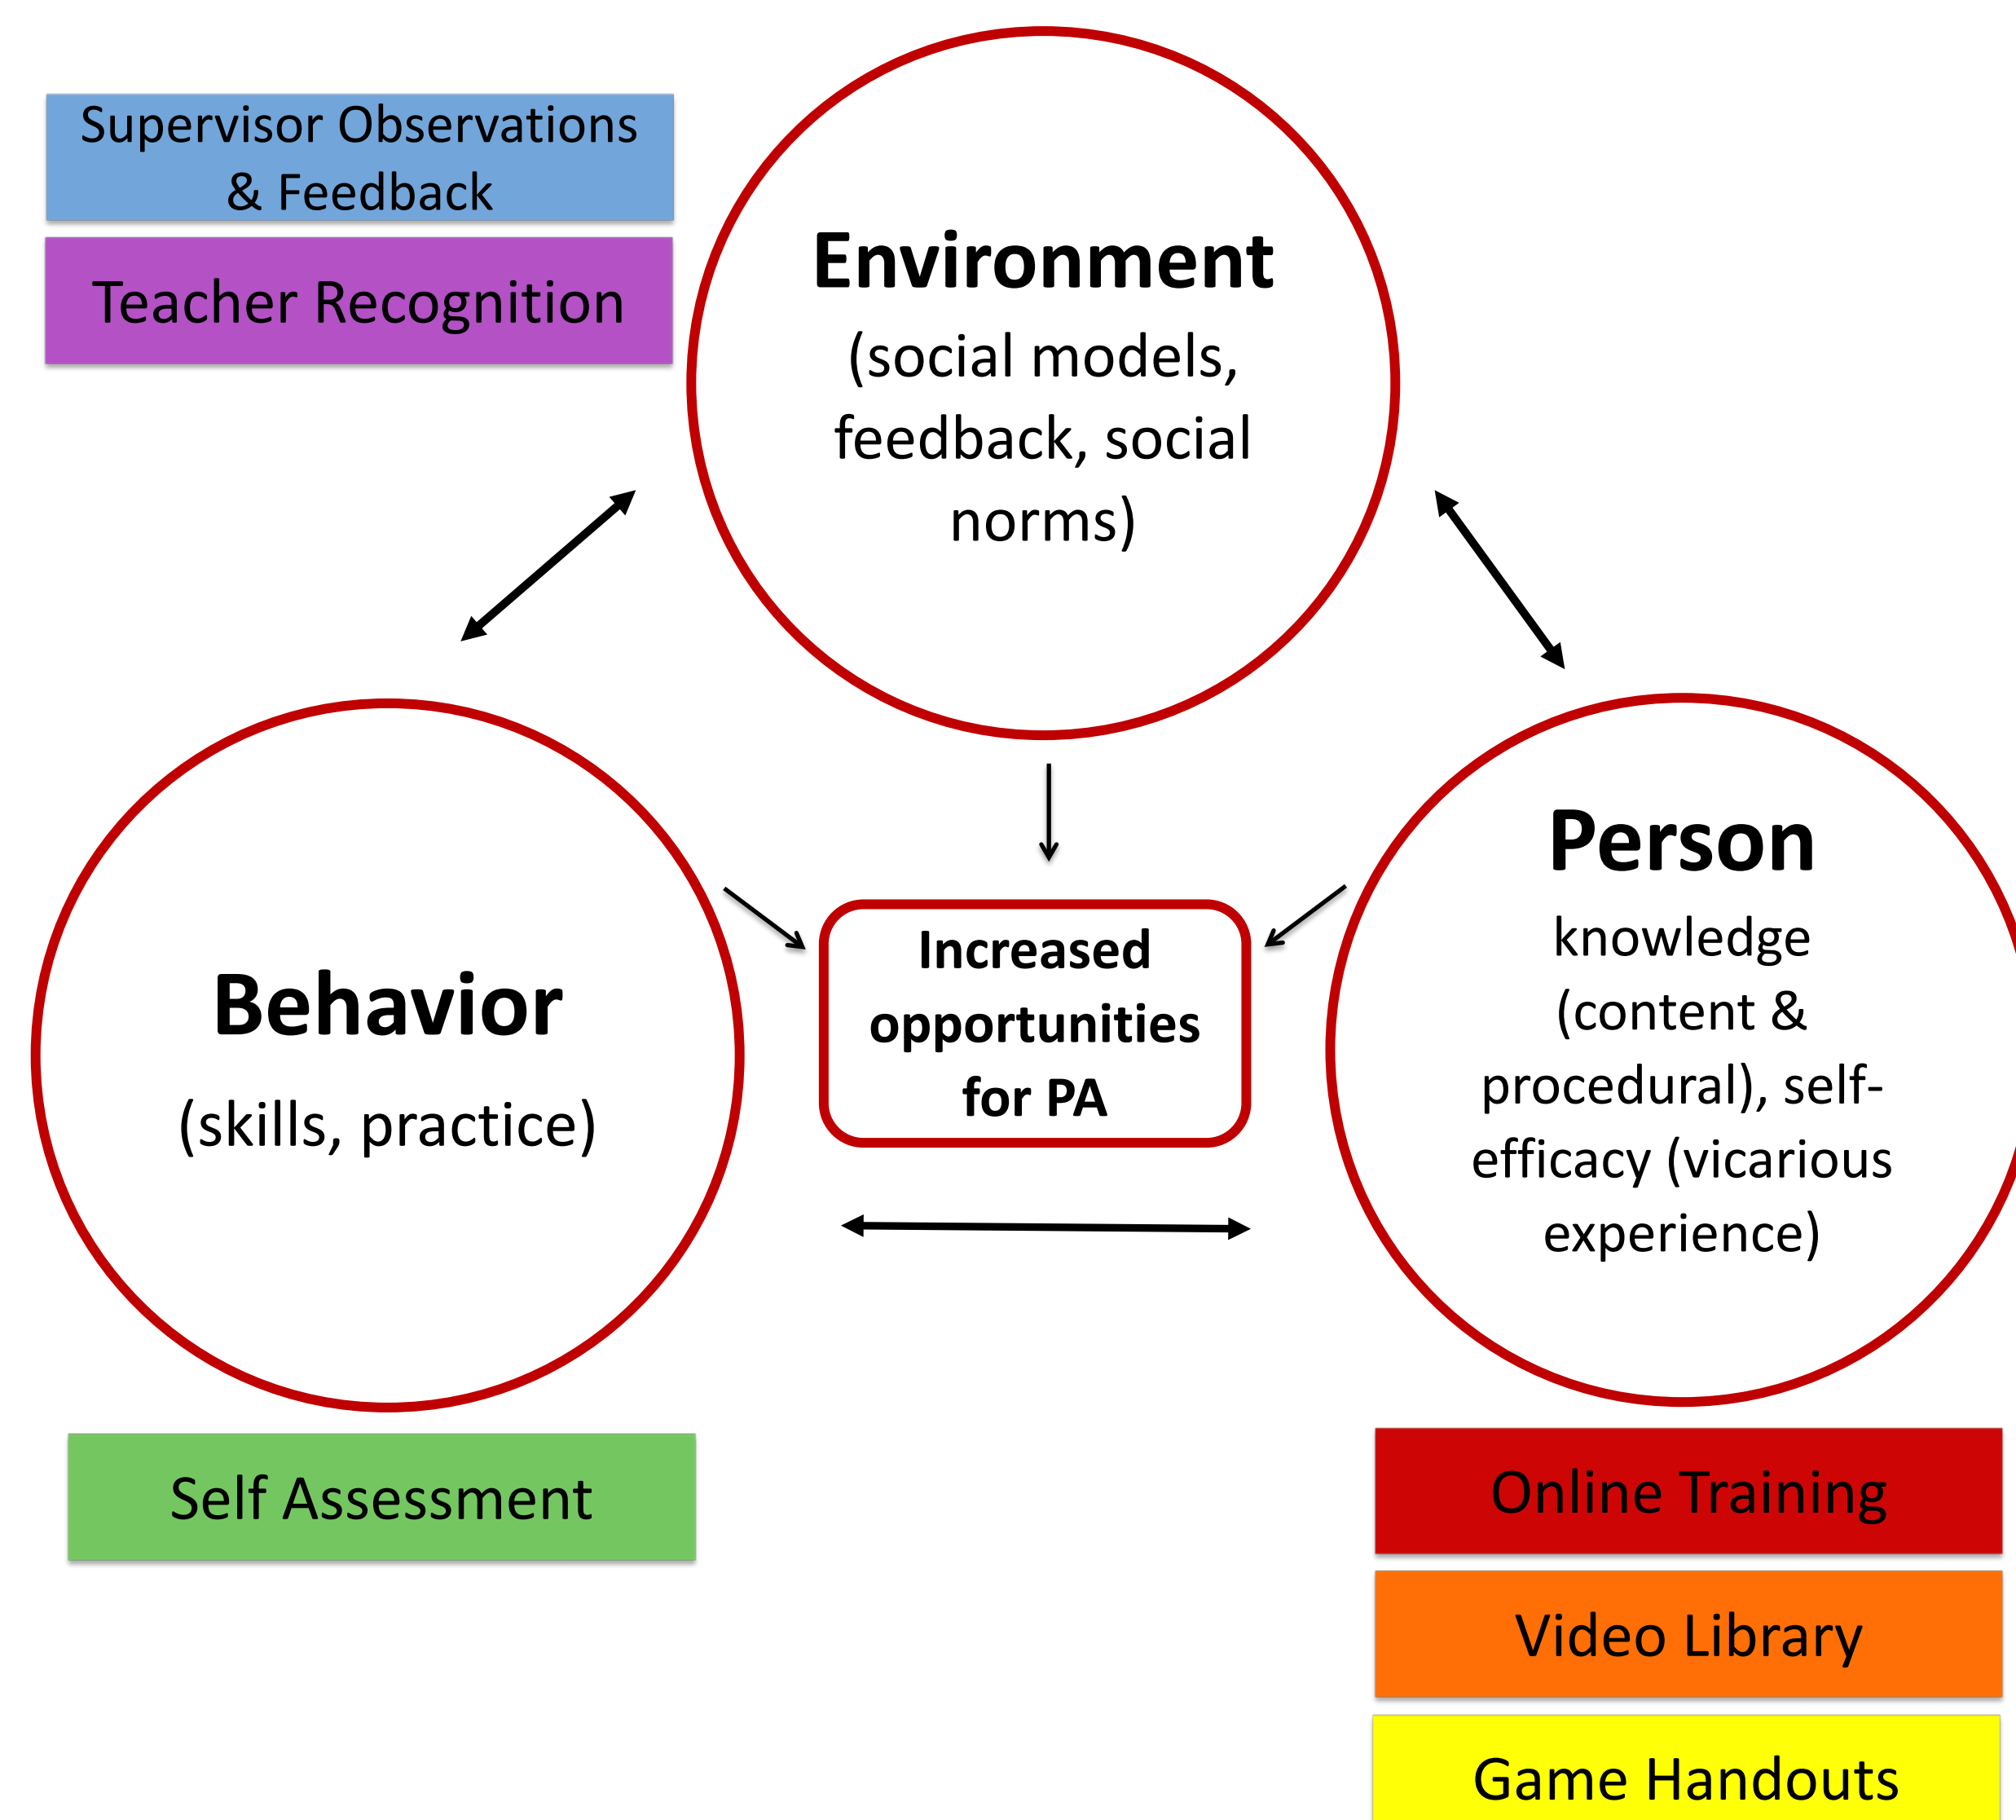 Supervisor Observations
& Feedback
Teacher Recognition
Environment
(social models,
feedback, social
norms)
Behavior
(skills, practice)
Increased
opportunities
for PA
Person
knowledge
(content &
procedural), self-
efficacy (vicarious
experience)
Self Assessment
Online Training
Video Library
Game Handouts